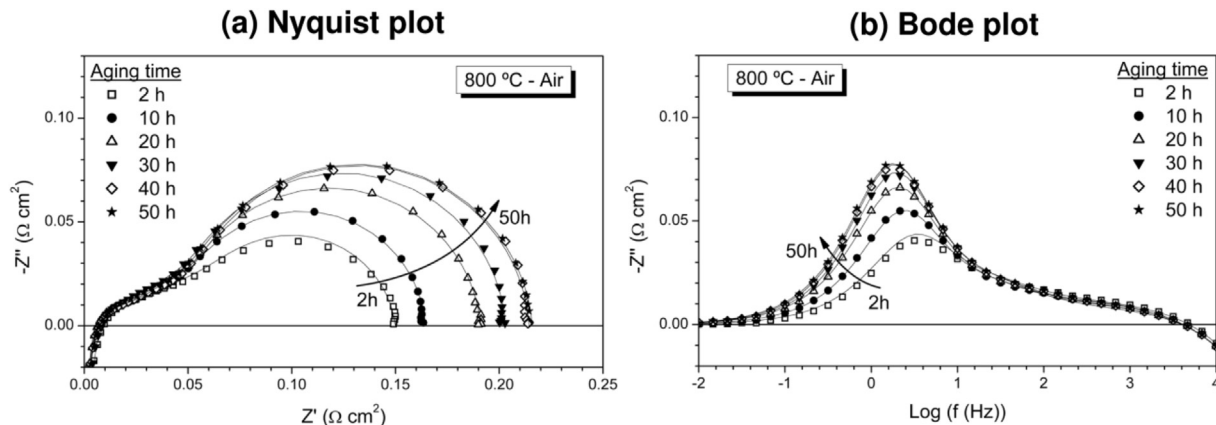 (a) Nyquist plot
Aging time
2 h
10 h
20 h
30 h
40 h
50 h
800 ºC - Air
50h
2h
0.10
0.05
0.00
-Z'' (Ω cm²)
0.00
0.05
0.10
0.15
0.20
0.25
Z' (Ω cm²)
(b) Bode plot
800 ºC - Air
Aging time
2 h
10 h
20 h
30 h
40 h
50 h
50h
2h
0.10
0.05
0.00
-Z'' (Ω cm²)
-2
-1
0
1
2
3
4
Log (f (Hz))